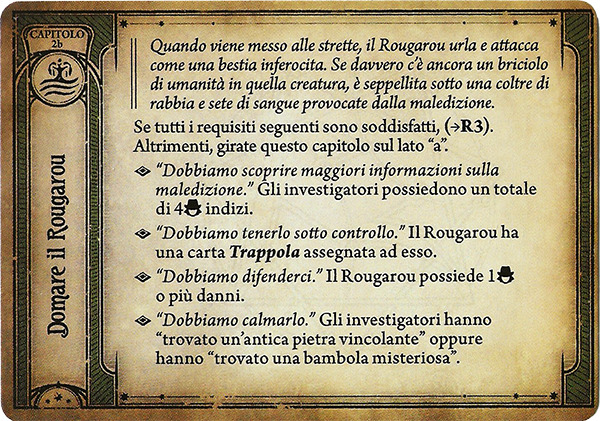 CAPITOLO
2b
Domare il Rougarou
Quando viene messo alle strette, il Rougarou urla e attacca
come una bestia inferocita. Se davvero c'è ancora un briciolo
di umanità in quella creatura, è seppellita sotto una coltre di
rabbia e sete di sangue provocate dalla maledizione.
Se tutti i requisiti seguenti sono soddisfatti, (→R3).
Altrimenti, girate questo capitolo sul lato “a”.
“Dobbiamo scoprire maggiori informazioni sulla
maledizione.” Gli investigatori possiedono un totale
di 4 indizi.
“Dobbiamo tenerlo sotto controllo.” Il Rougarou ha
una carta Trappola assegnata ad esso.
“Dobbiamo difenderci.” Il Rougarou possiede 1
o più danni.
“Dobbiamo calmarlo.” Gli investigatori hanno
“trovato un'antica pietra vincolante” oppure
hanno “trovato una bambola misteriosa”.